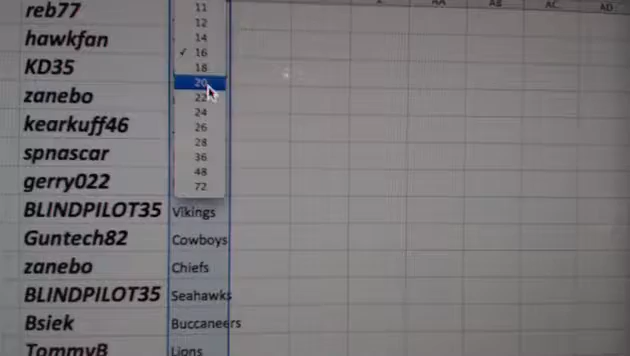 AA AB AC AD
reb77 11
12
hawkfan 14
✓ 16
KD35 18
20
zanebo 22
24
kearkuff46 26
28
spnascar 36
48
gerry022 72
BLINDPILOT35 Vikings
Guntech82 Cowboys
zanebo Chiefs
BLINDPILOT35 Seahawks
Bsiek Buccaneers
TommyB Lions